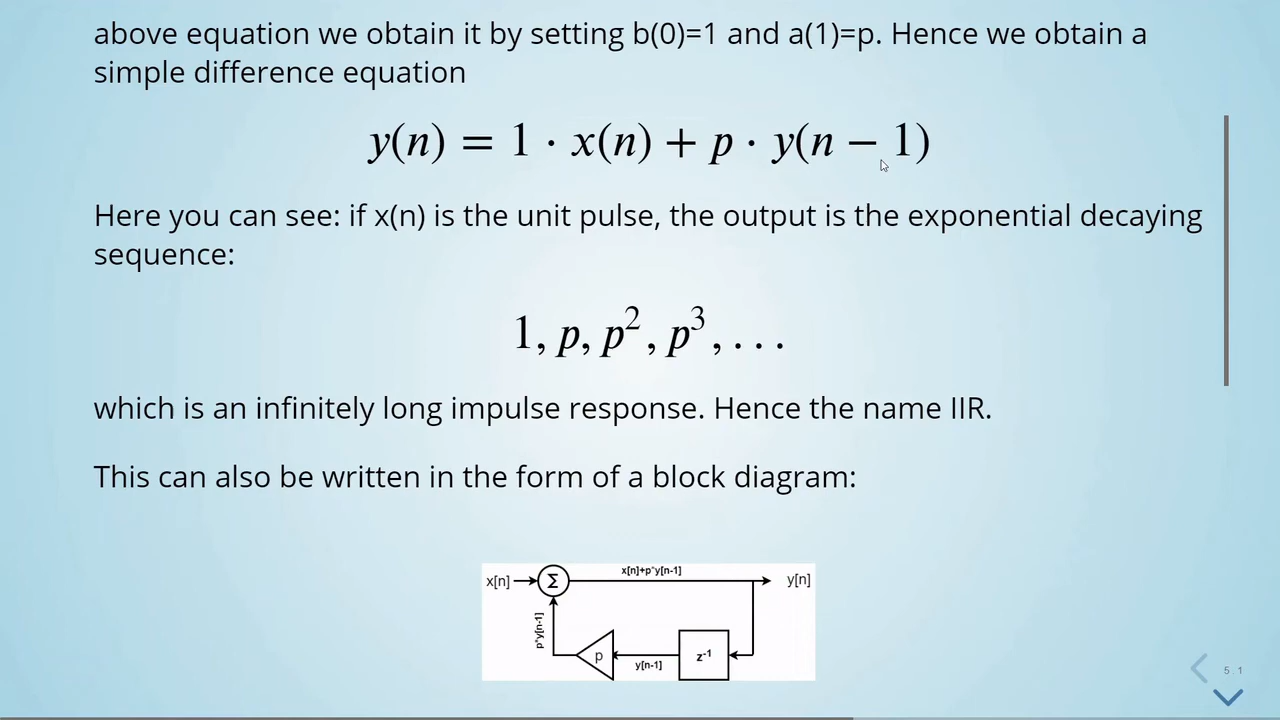 above equation we obtain it by setting b(0)=1 and a(1)=p. Hence we obtain a
simple difference equation
y(n) = 1 · x(n) + p · y(n − 1)
Here you can see: if x(n) is the unit pulse, the output is the exponential decaying
sequence:
1, p, p², p³, . . .
which is an infinitely long impulse response. Hence the name IIR.
This can also be written in the form of a block diagram:
x[n]
Σ
x[n]+p*y[n-1]
y[n]
p*y[n-1]
p
y[n-1]
z⁻¹
5.1